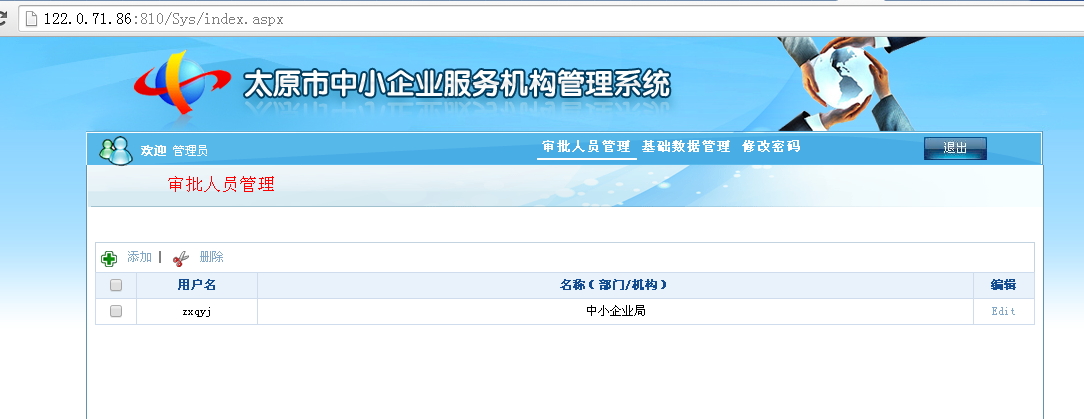 122.0.71.86:810/Sys/index.aspx
太原市中小企业服务机构管理系统
欢迎 管理员 审批人员管理 基础数据管理 修改密码 退出
审批人员管理
添加 | 删除
用户名 名称(部门/机构) 编辑
zxqyj 中小企业局 Edit